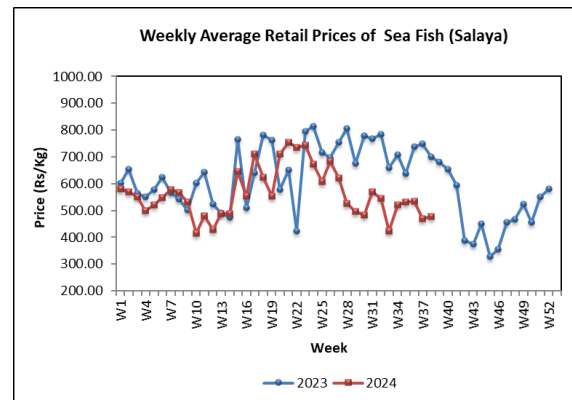 Weekly Average Retail Prices of Sea Fish (Salaya)
1000.00
900.00
800.00
700.00
600.00
500.00
400.00
300.00
200.00
Price (Rs/Kg)
W1
W4
W7
W10
W13
W16
W19
W22
W25
W28
W31
W34
W37
W40
W43
W46
W49
W52
Week
2023
2024